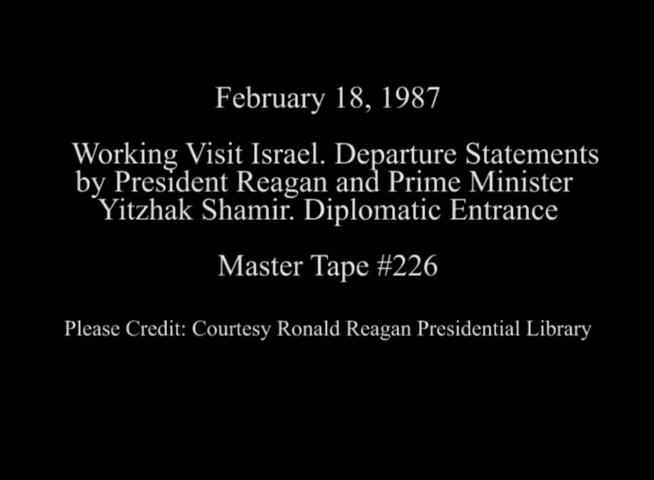 February 18, 1987
Working Visit Israel. Departure Statements
by President Reagan and Prime Minister
Yitzhak Shamir. Diplomatic Entrance
Master Tape #226
Please Credit: Courtesy Ronald Reagan Presidential Library